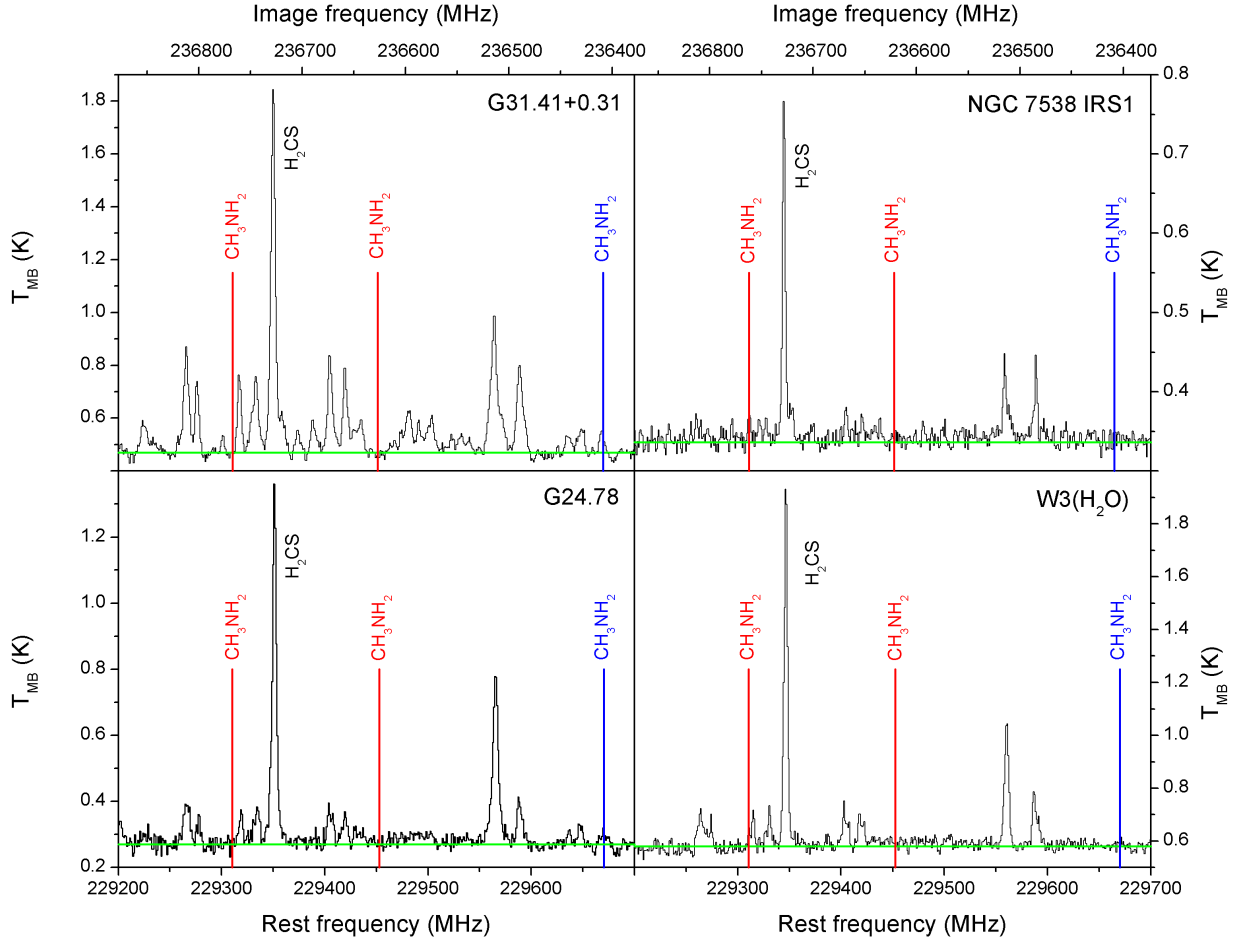 Image frequency (MHz) Image frequency (MHz)
236800 236700 236600 236500 236400 236800 236700 236600 236500 236400
G31.41+0.31
H₂CS
CH₃NH₂
CH₃NH₂
CH₃NH₂
1.8
1.6
1.4
1.2
1.0
0.8
0.6
T_MB (K)
NGC 7538 IRS1
H₂CS
CH₃NH₂
CH₃NH₂
CH₃NH₂
0.8
0.7
0.6
0.5
0.4
T_MB (K)
G24.78
H₂CS
CH₃NH₂
CH₃NH₂
CH₃NH₂
1.2
1.0
0.8
0.6
0.4
0.2
T_MB (K)
W3(H₂O)
H₂CS
CH₃NH₂
CH₃NH₂
CH₃NH₂
1.8
1.6
1.4
1.2
1.0
0.8
0.6
T_MB (K)
229200 229300 229400 229500 229600 229300 229400 229500 229600 229700
Rest frequency (MHz) Rest frequency (MHz)